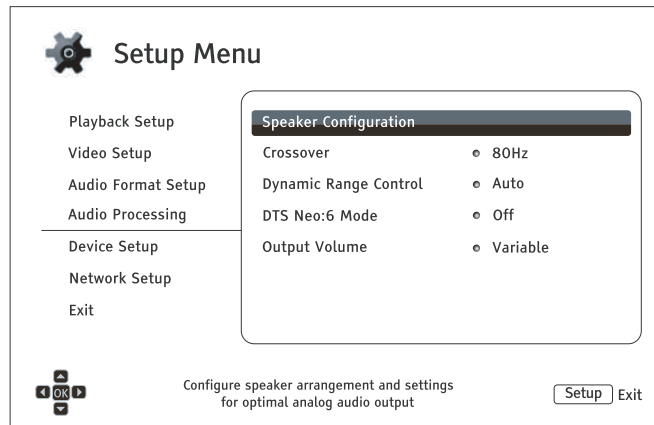 Setup Menu
Playback Setup
Video Setup
Audio Format Setup
Audio Processing
Device Setup
Network Setup
Exit
Speaker Configuration
Crossover 80Hz
Dynamic Range Control Auto
DTS Neo:6 Mode Off
Output Volume Variable
OK
Configure speaker arrangement and settings
for optimal analog audio output
Setup Exit